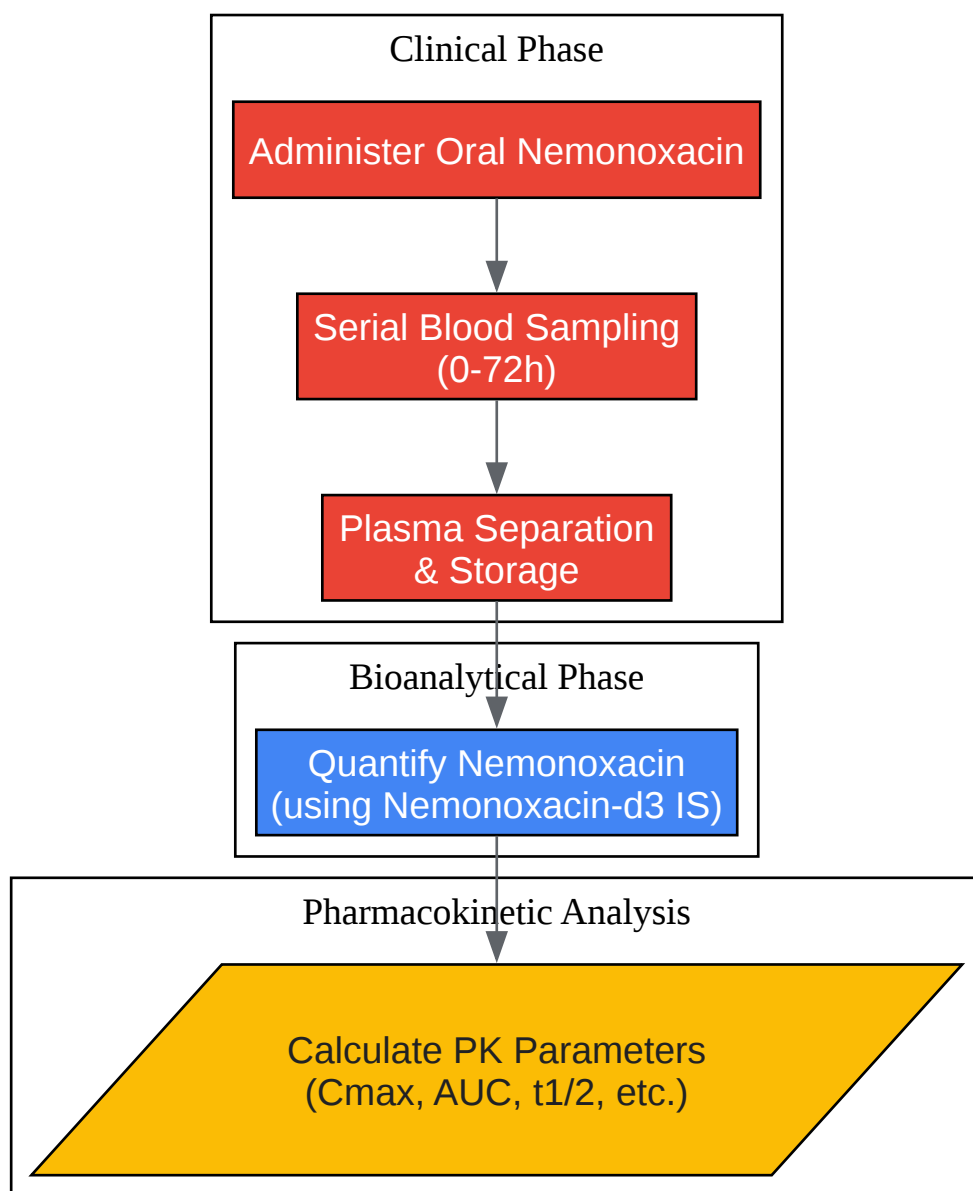 Clinical Phase
Administer Oral Nemonoxacin
Serial Blood Sampling
(0-72h)
Plasma Separation
& Storage
Bioanalytical Phase
Quantify Nemonoxacin
(using Nemonoxacin-d3 IS)
Pharmacokinetic Analysis
Calculate PK Parameters
(Cmax, AUC, t1/2, etc.)